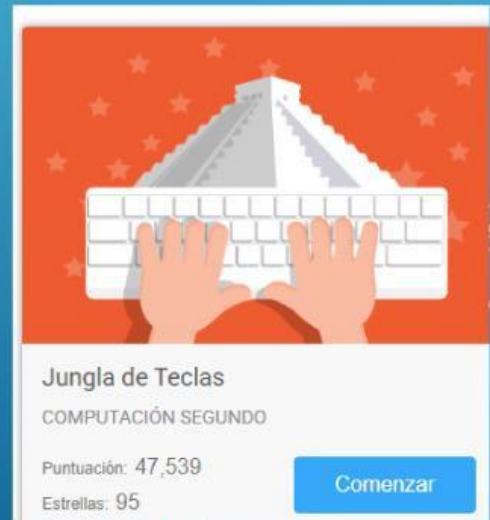 Jungla de Teclas
COMPUTACIÓN SEGUNDO
Puntuación: 47,539
Estrellas: 95
Comenzar